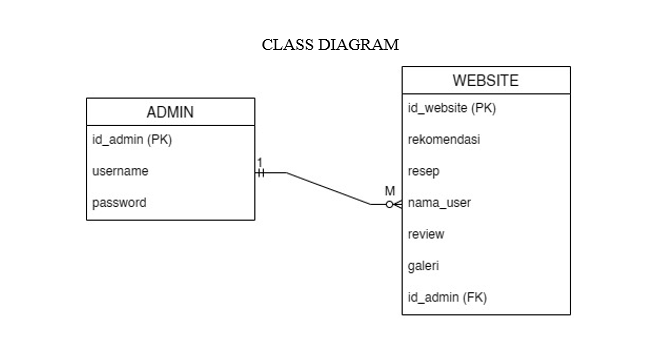 CLASS DIAGRAM
ADMIN
id_admin (PK)
username
password
1
M
WEBSITE
id_website (PK)
rekomendasi
resep
nama_user
review
galeri
id_admin (FK)